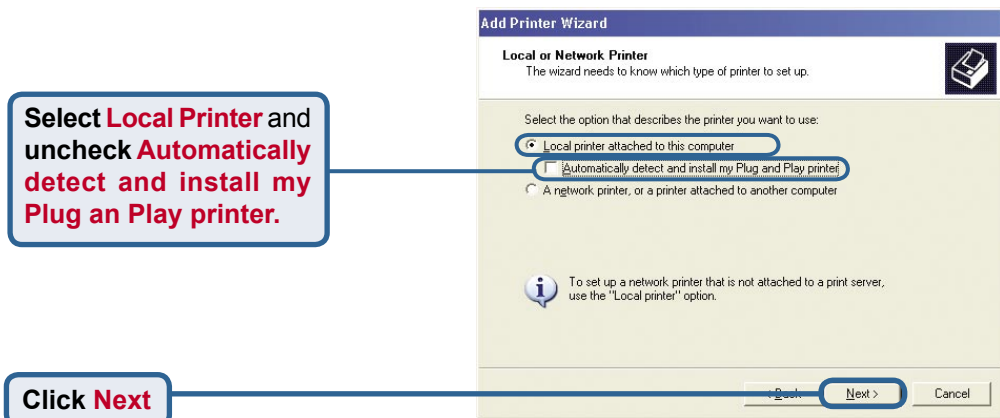 Add Printer Wizard
Local or Network Printer
The wizard needs to know which type of printer to set up.
Select Local Printer and
uncheck Automatically
detect and install my
Plug an Play printer.
Select the option that describes the printer you want to use:
Local printer attached to this computer
Automatically detect and install my Plug and Play printer
A network printer, or a printer attached to another computer
To set up a network printer that is not attached to a print server,
use the "Local printer" option.
Click Next
< Back
Next >
Cancel